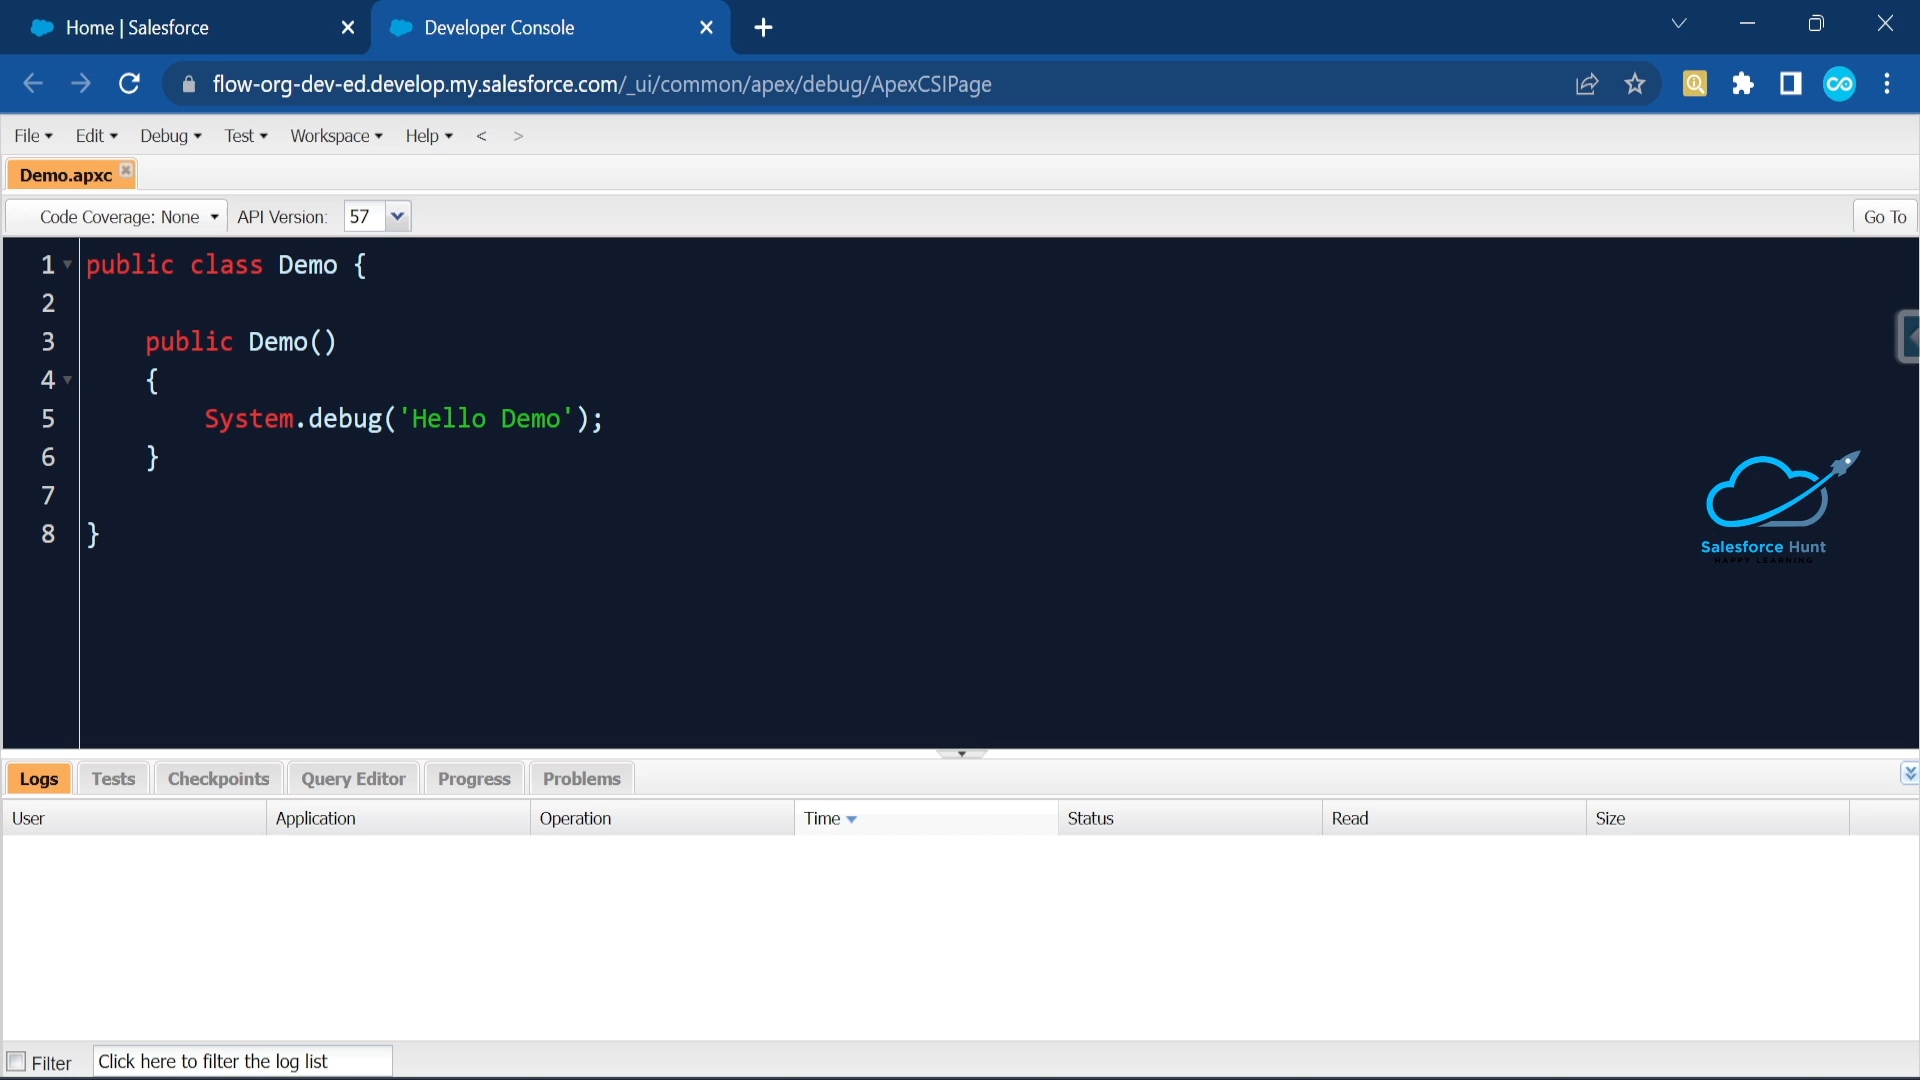 Home | Salesforce
Developer Console
flow-org-dev-ed.develop.my.salesforce.com/_ui/common/apex/debug/ApexCSIPage
File Edit Debug Test Workspace Help < >
Demo.apxc
Code Coverage: None API Version: 57 Go To
1 public class Demo {
2
3 public Demo()
4 {
5 System.debug('Hello Demo');
6 }
7
8 }
Salesforce Hunt
HAPPY LEARNING
Logs Tests Checkpoints Query Editor Progress Problems
User Application Operation Time Status Read Size
Filter Click here to filter the log list